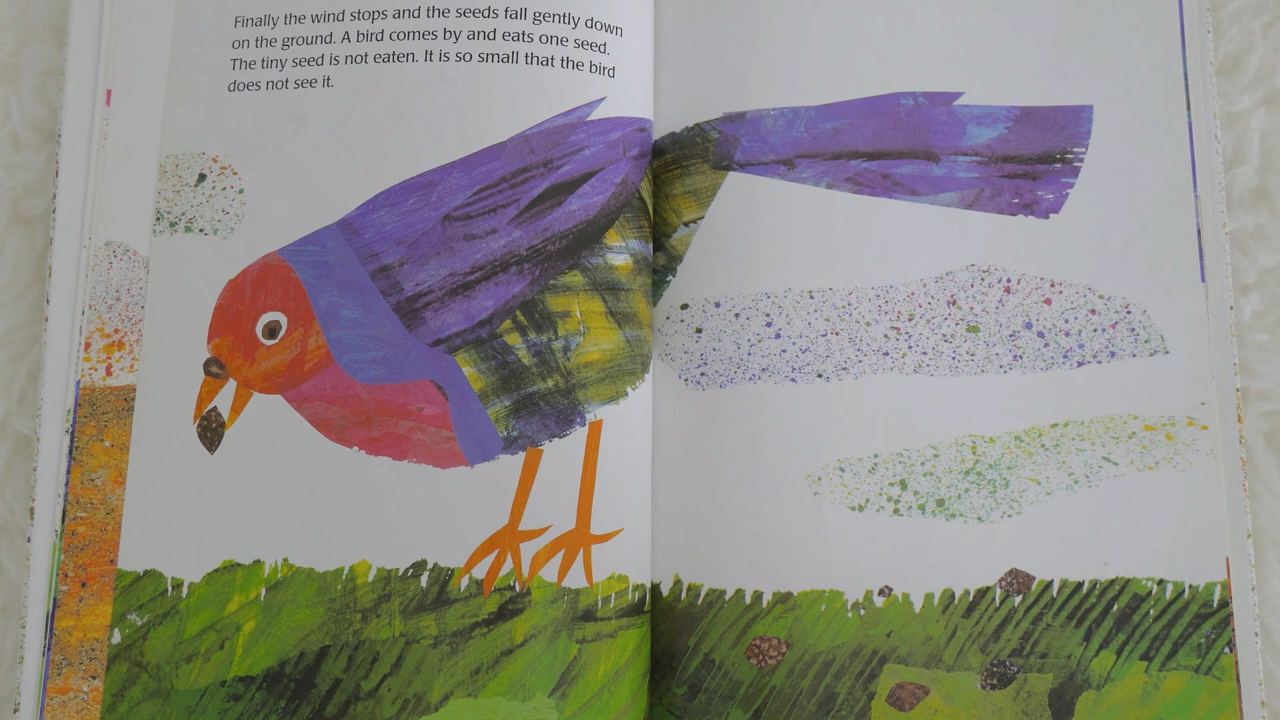 Finally the wind stops and the seeds fall gently down
on the ground. A bird comes by and eats one seed.
The tiny seed is not eaten. It is so small that the bird
does not see it.